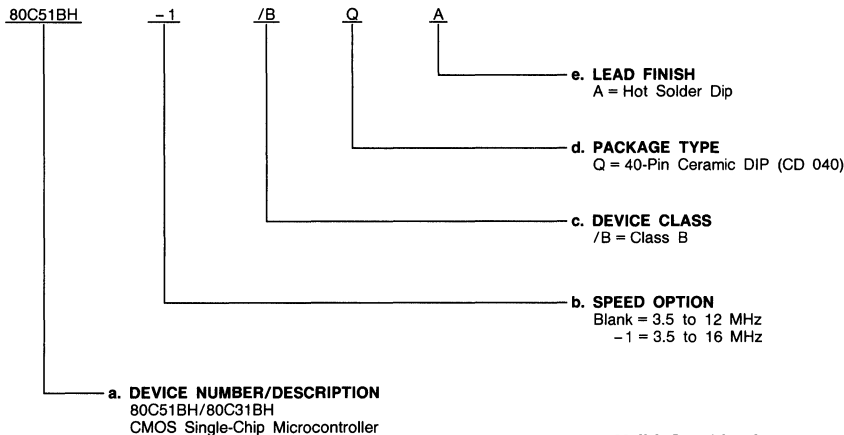 80C51BH -1 /B Q A
e. LEAD FINISH
A = Hot Solder Dip
d. PACKAGE TYPE
Q = 40-Pin Ceramic DIP (CD 040)
c. DEVICE CLASS
/B = Class B
b. SPEED OPTION
Blank = 3.5 to 12 MHz
-1 = 3.5 to 16 MHz
a. DEVICE NUMBER/DESCRIPTION
80C51BH/80C31BH
CMOS Single-Chip Microcontroller